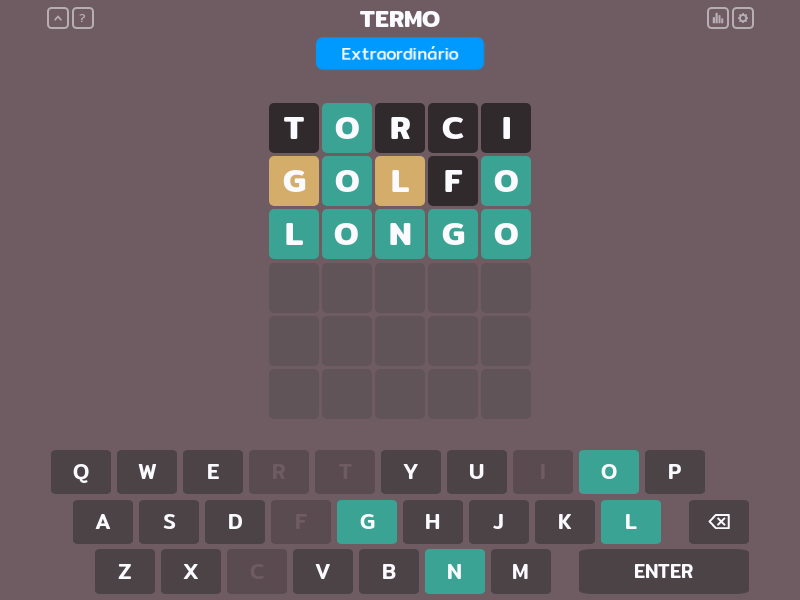 ?
TERMO
Extraordinário
T O R C I
G O L F O
L O N G O
Q W E R T Y U I O P
A S D F G H J K L
Z X C V B N M ENTER